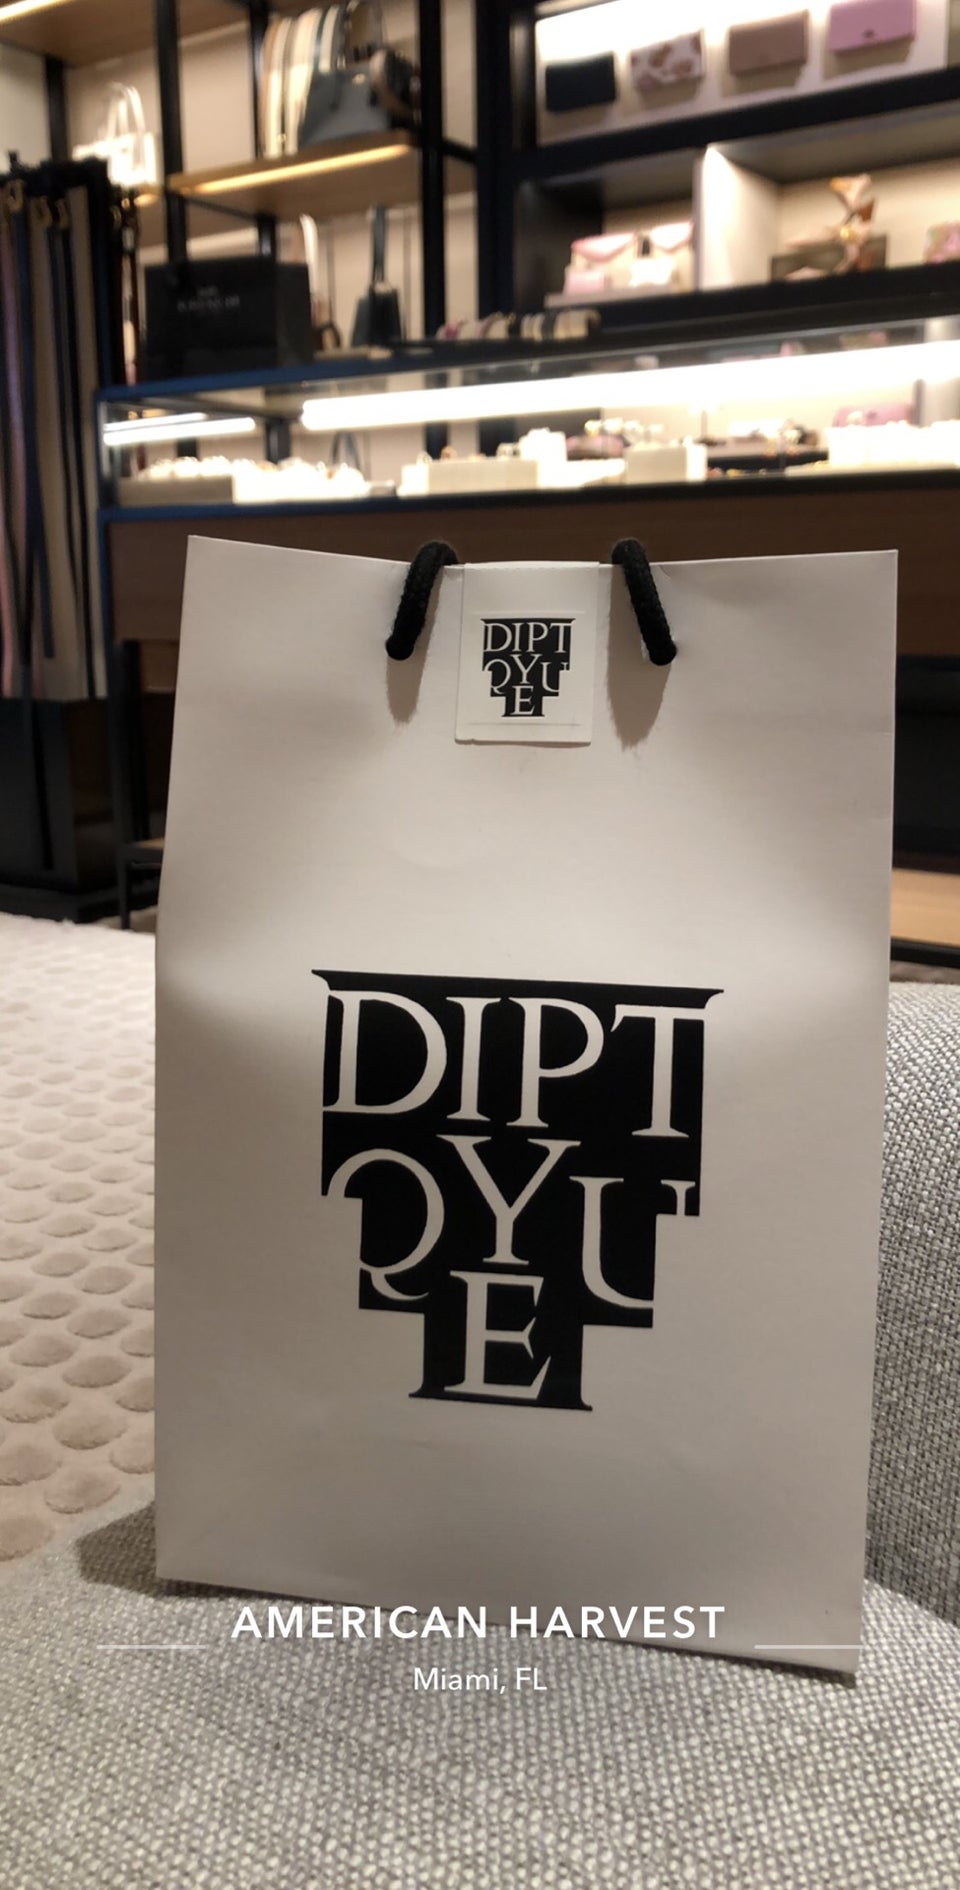 DIPT
QYU
E
DIPT
QYU
E
AMERICAN HARVEST
Miami, FL